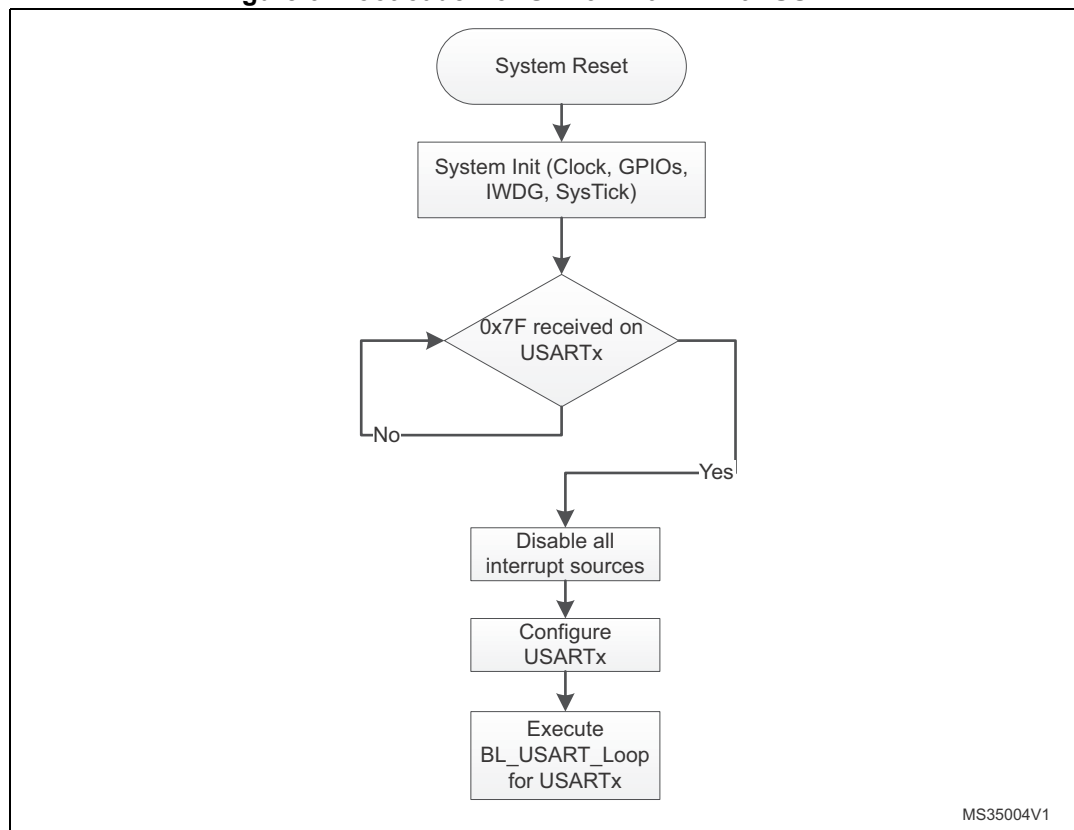 System Reset
System Init (Clock, GPIOs,
IWDG, SysTick)
0x7F received on
USARTx
No
Yes
Disable all
interrupt sources
Configure
USARTx
Execute
BL_USART_Loop
for USARTx
MS35004V1